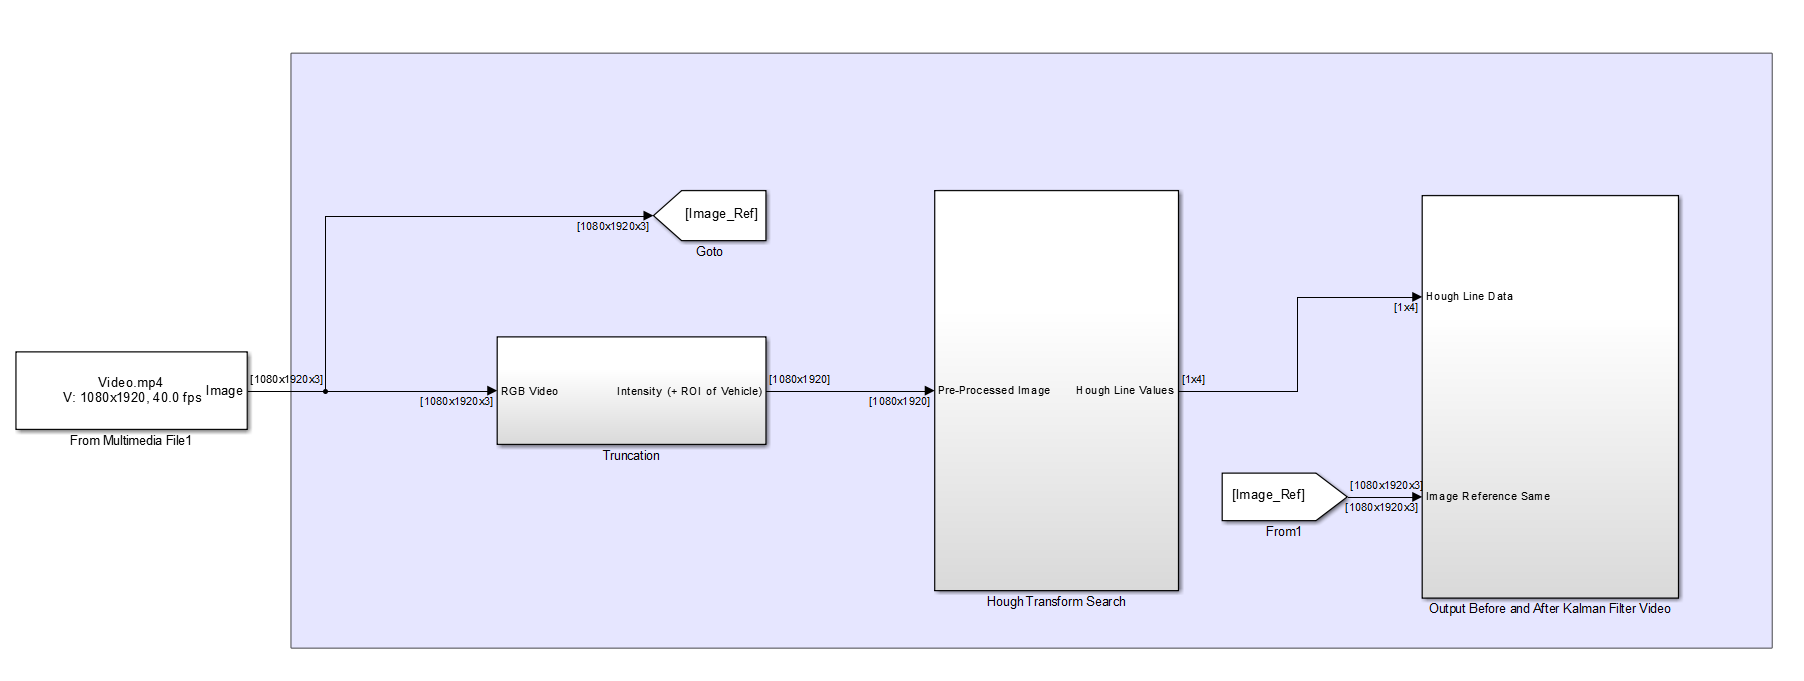 [Image_Ref]
[1080x1920x3]
Goto
Video.mp4
V: 1080x1920, 40.0 fps
Image
From Multimedia File1
[1080x1920x3]
[1080x1920x3]
RGB Video
Intensity (+ ROI of Vehicle)
Truncation
[1080x1920]
[1080x1920]
Pre-Processed Image
Hough Line Values
Hough Transform Search
[1x4]
[1x4]
Hough Line Data
[Image_Ref]
From1
[1080x1920x3]
[1080x1920x3]
Image Reference Same
Output Before and After Kalman Filter Video